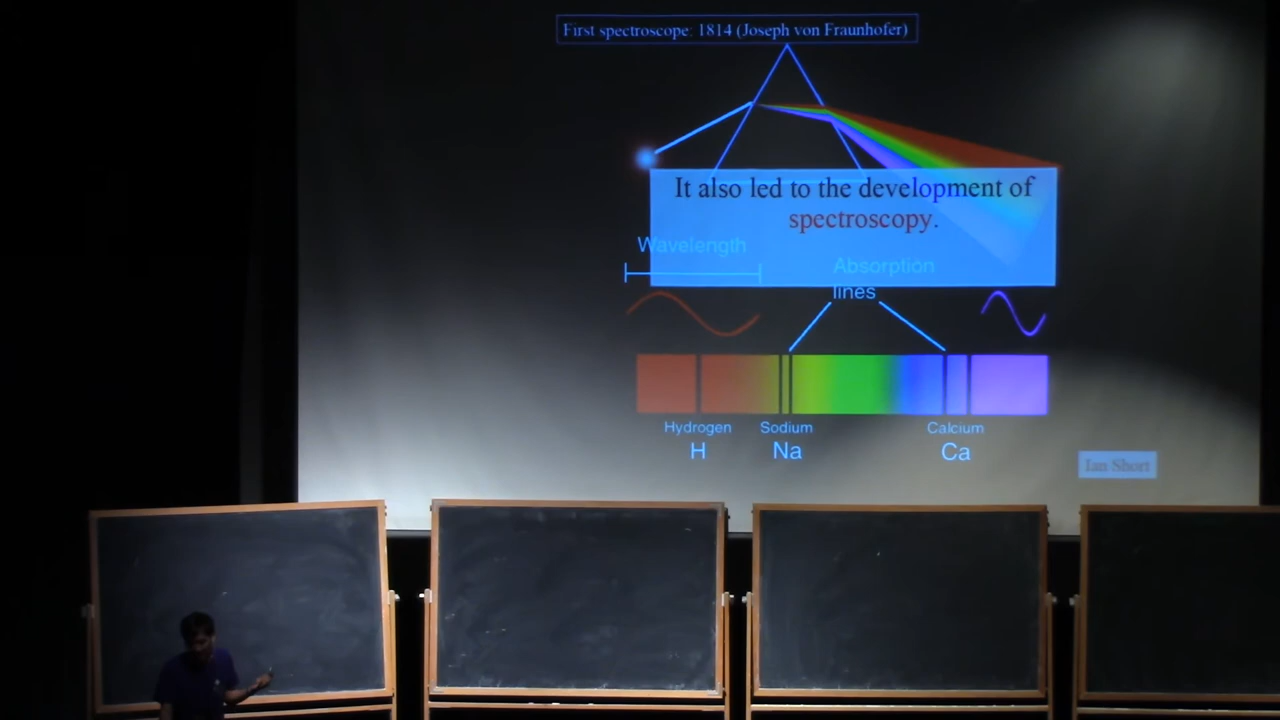 First spectroscope: 1814 (Joseph von Fraunhofer)
It also led to the development of
spectroscopy.
Wavelength
Absorption
lines
Hydrogen
H
Sodium
Na
Calcium
Ca
Ian Short